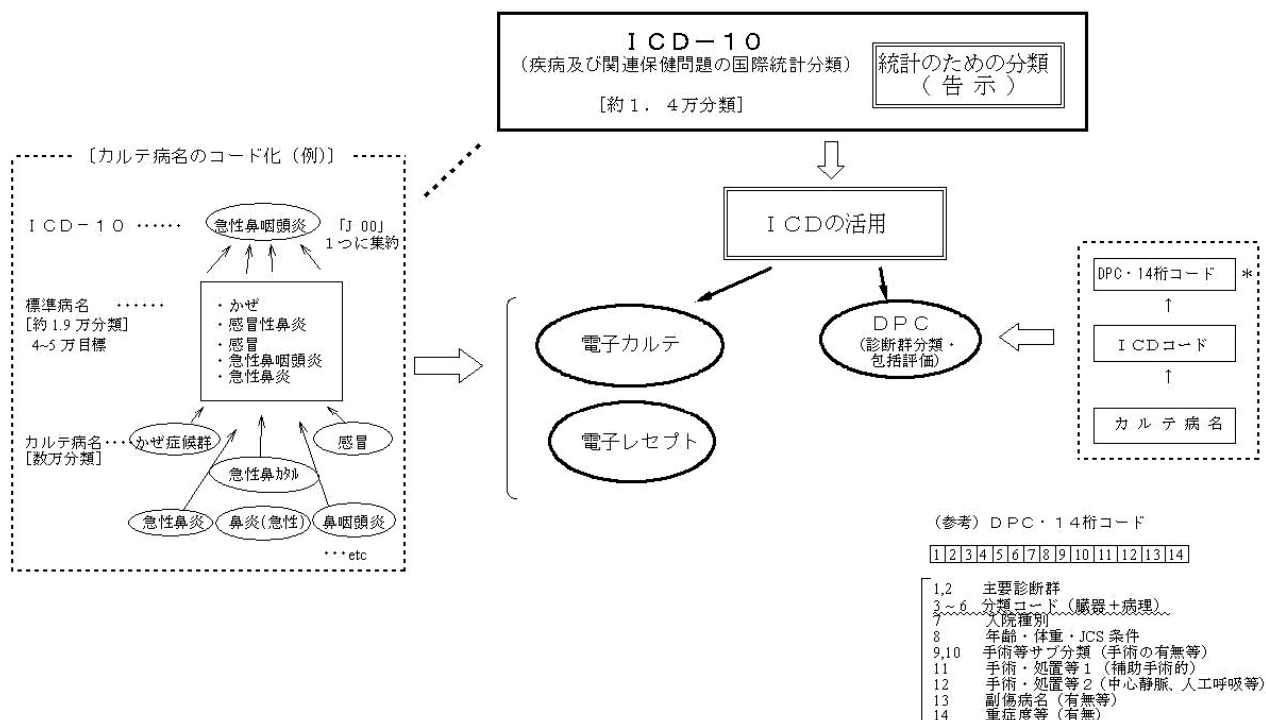 ICD－10
（疾病及び関連保健問題の国際統計分類）
[約1．4万分類]
統計のための分類
（告示）
〔カルテ病名のコード化（例）〕
ICD－10 ……
急性鼻咽頭炎
「J 00」
1つに集約
標準病名 ……
[約1.9万分類]
4~5万目標
・かぜ
・感冒性鼻炎
・感冒
・急性鼻咽頭炎
・急性鼻炎
カルテ病名････
[数万分類]
かぜ症候群
感冒
急性鼻ｶﾀﾙ
急性鼻炎
鼻炎(急性)
鼻咽頭炎
･･･etc
ICDの活用
電子カルテ
電子レセプト
DPC
(診断群分類・
包括評価)
DPC・14桁コード ＊
↑
ICDコード
↑
カルテ病名
（参考）DPC・14桁コード
1 2 3 4 5 6 7 8 9 10 11 12 13 14
1,2 主要診断群
3～6 分類コード（臓器＋病理）
7 入院種別
8 年齢・体重・JCS条件
9,10 手術等サブ分類（手術の有無等）
11 手術・処置等1（補助手術的）
12 手術・処置等2（中心静脈、人工呼吸等）
13 副傷病名（有無等）
14 重症度等（有無）